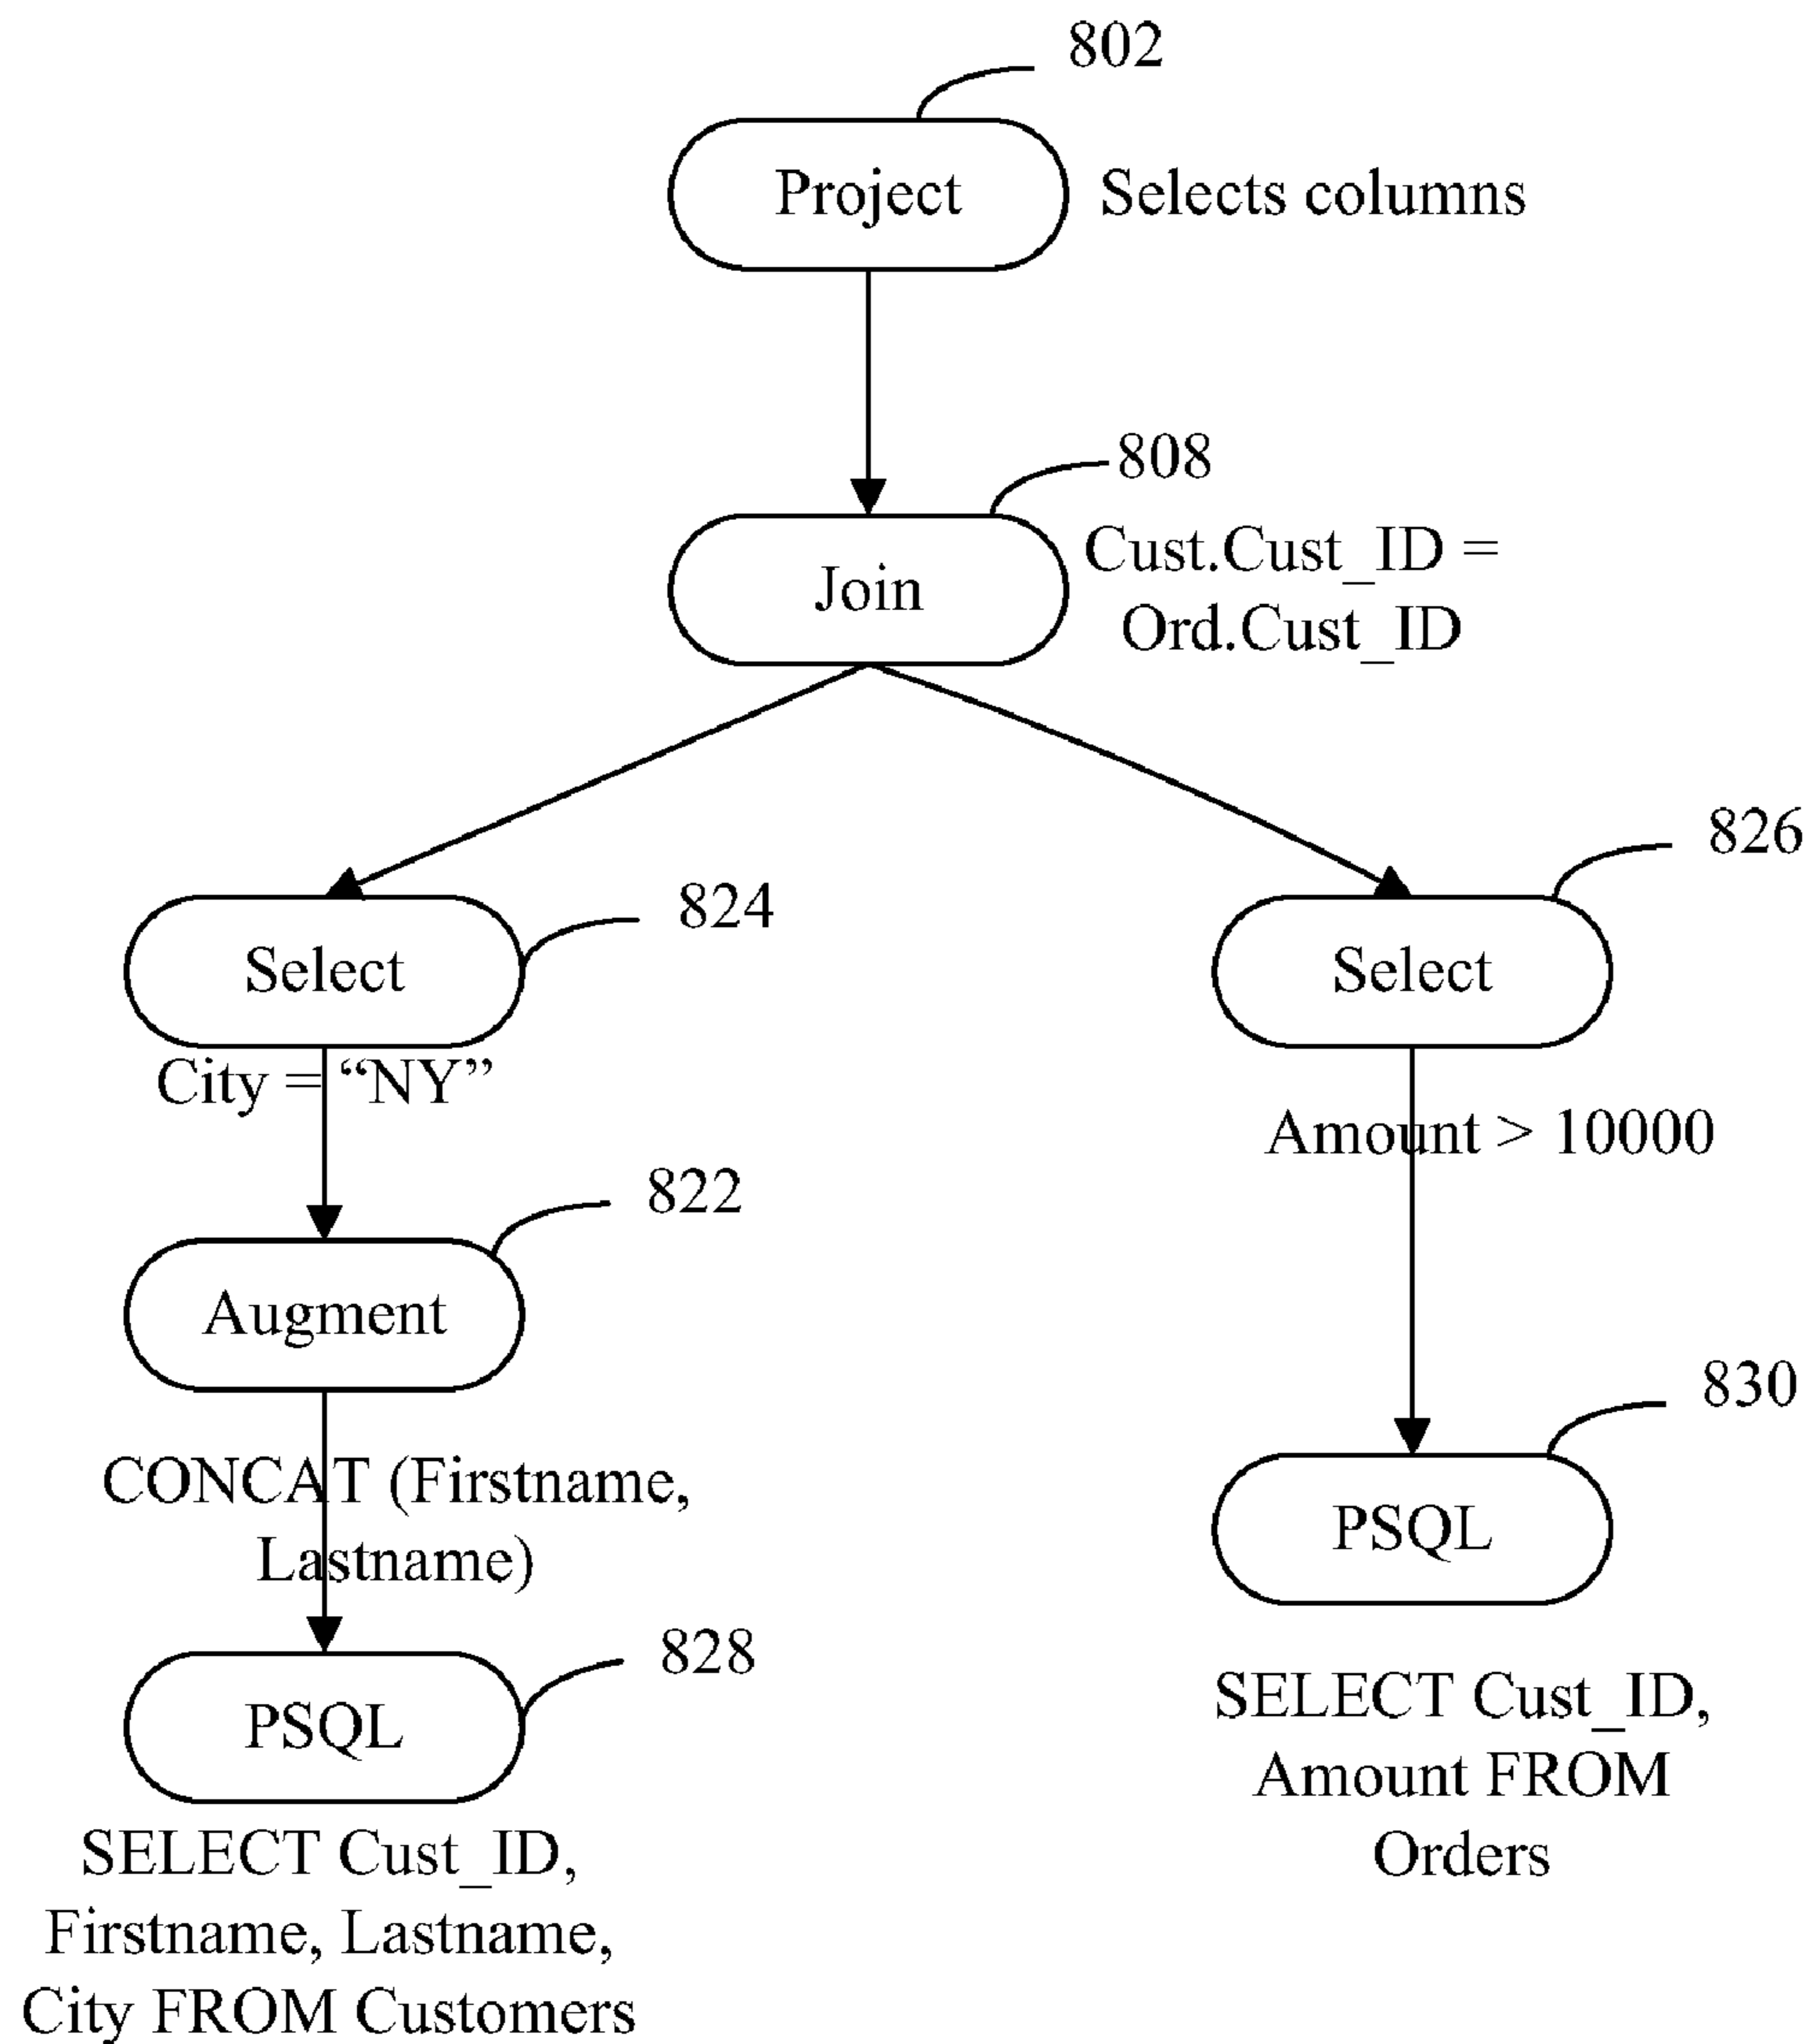 802
Project
Selects columns
808
Join
Cust.Cust_ID =
Ord.Cust_ID
824
Select
City = “NY”
826
Select
Amount > 10000
822
Augment
CONCAT (Firstname,
Lastname)
830
PSQL
SELECT Cust_ID,
Amount FROM
Orders
828
PSQL
SELECT Cust_ID,
Firstname, Lastname,
City FROM Customers